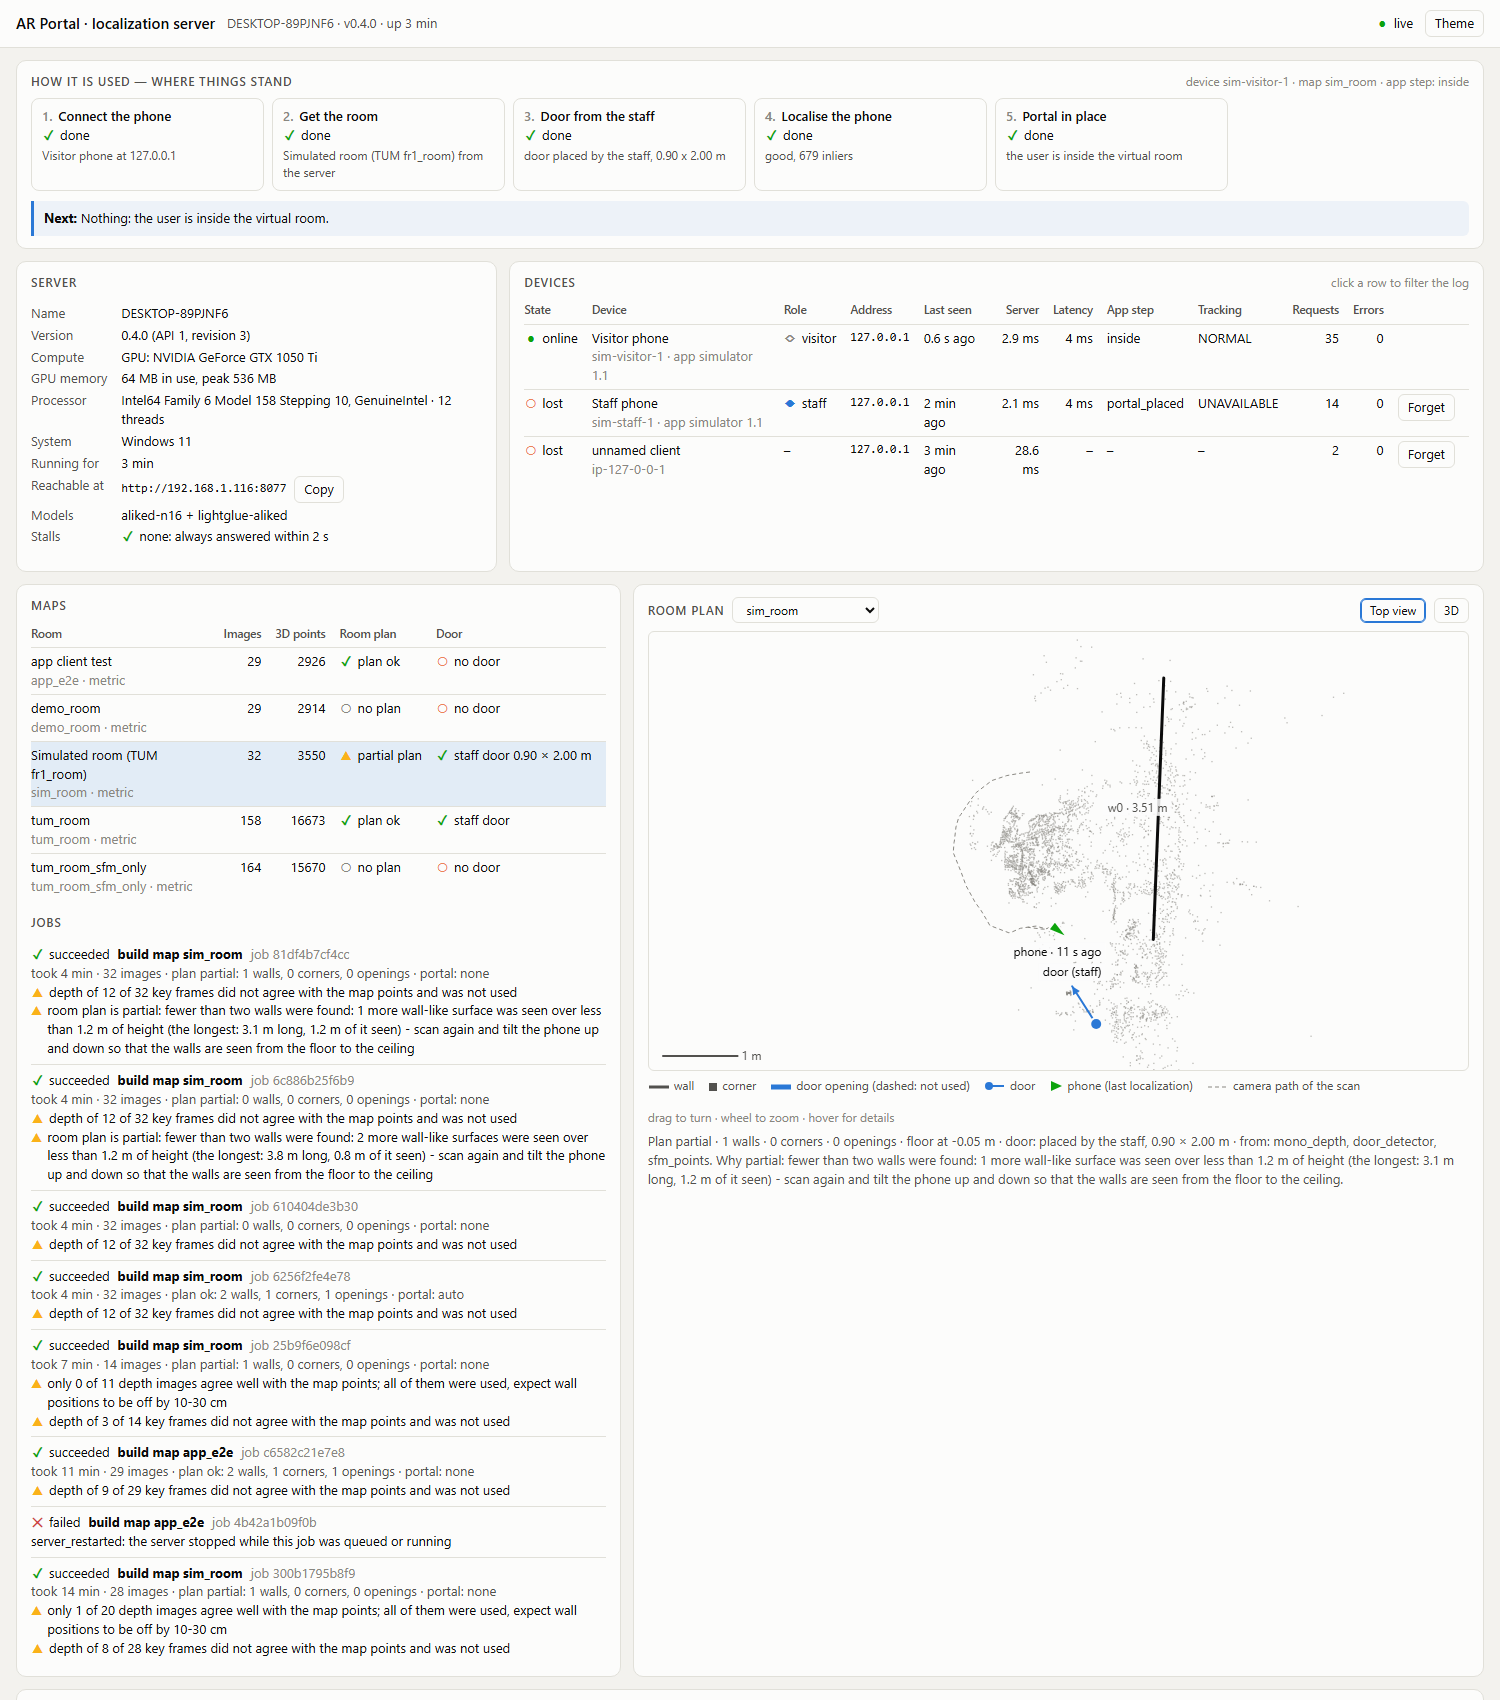 AR Portal · localization server DESKTOP-89PJNF6 · v0.4.0 · up 3 min
live Theme
HOW IT IS USED — WHERE THINGS STAND
device sim-visitor-1 · map sim_room · app step: inside
1. Connect the phone
✓ done
Visitor phone at 127.0.0.1
2. Get the room
✓ done
Simulated room (TUM fr1_room) from
the server
3. Door from the staff
✓ done
door placed by the staff, 0.90 x 2.00 m
4. Localise the phone
✓ done
good, 679 inliers
5. Portal in place
✓ done
the user is inside the virtual room
Next: Nothing: the user is inside the virtual room.
SERVER
Name DESKTOP-89PJNF6
Version 0.4.0 (API 1, revision 3)
Compute GPU: NVIDIA GeForce GTX 1050 Ti
GPU memory 64 MB in use, peak 536 MB
Processor Intel64 Family 6 Model 158 Stepping 10, GenuineIntel · 12
threads
System Windows 11
Running for 3 min
Reachable at http://192.168.1.116:8077 Copy
Models aliked-n16 + lightglue-aliked
Stalls ✓ none: always answered within 2 s
DEVICES
click a row to filter the log
State Device Role Address Last seen Server Latency App step Tracking Requests Errors
online Visitor phone visitor 127.0.0.1 0.6 s ago 2.9 ms 4 ms inside NORMAL 35 0
sim-visitor-1 · app simulator
1.1
lost Staff phone staff 127.0.0.1 2 min 2.1 ms 4 ms portal_placed UNAVAILABLE 14 0 Forget
sim-staff-1 · app simulator 1.1 ago
lost unnamed client – 127.0.0.1 3 min 28.6 – – – 2 0 Forget
ip-127-0-0-1 ago ms
MAPS
Room Images 3D points Room plan Door
app client test 29 2926 ✓ plan ok no door
app_e2e · metric
demo_room 29 2914 no plan no door
demo_room · metric
Simulated room (TUM 32 3550 partial plan ✓ staff door 0.90 × 2.00 m
fr1_room)
sim_room · metric
tum_room 158 16673 ✓ plan ok ✓ staff door
tum_room · metric
tum_room_sfm_only 164 15670 no plan no door
tum_room_sfm_only · metric
JOBS
✓ succeeded build map sim_room job 81df4b7cf4cc
took 4 min · 32 images · plan partial: 1 walls, 0 corners, 0 openings · portal: none
depth of 12 of 32 key frames did not agree with the map points and was not used
room plan is partial: fewer than two walls were found: 1 more wall-like surface was seen over less
than 1.2 m of height (the longest: 3.1 m long, 1.2 m of it seen) - scan again and tilt the phone up
and down so that the walls are seen from the floor to the ceiling
✓ succeeded build map sim_room job 6c886b25f6b9
took 4 min · 32 images · plan partial: 0 walls, 0 corners, 0 openings · portal: none
depth of 12 of 32 key frames did not agree with the map points and was not used
room plan is partial: fewer than two walls were found: 2 more wall-like surfaces were seen over
less than 1.2 m of height (the longest: 3.8 m long, 0.8 m of it seen) - scan again and tilt the phone
up and down so that the walls are seen from the floor to the ceiling
✓ succeeded build map sim_room job 610404de3b30
took 4 min · 32 images · plan partial: 0 walls, 0 corners, 0 openings · portal: none
depth of 12 of 32 key frames did not agree with the map points and was not used
✓ succeeded build map sim_room job 6256f2fe4e78
took 4 min · 32 images · plan ok: 2 walls, 1 corners, 1 openings · portal: auto
depth of 12 of 32 key frames did not agree with the map points and was not used
✓ succeeded build map sim_room job 25b9f6e098cf
took 7 min · 14 images · plan partial: 1 walls, 0 corners, 0 openings · portal: none
only 0 of 11 depth images agree well with the map points; all of them were used, expect wall
positions to be off by 10-30 cm
depth of 3 of 14 key frames did not agree with the map points and was not used
✓ succeeded build map app_e2e job c6582c21e7e8
took 11 min · 29 images · plan ok: 2 walls, 1 corners, 1 openings · portal: none
depth of 9 of 29 key frames did not agree with the map points and was not used
✕ failed build map app_e2e job 4b42a1b09f0b
server_restarted: the server stopped while this job was queued or running
✓ succeeded build map sim_room job 300b1795b8f9
took 14 min · 28 images · plan partial: 1 walls, 0 corners, 0 openings · portal: none
only 1 of 20 depth images agree well with the map points; all of them were used, expect wall
positions to be off by 10-30 cm
depth of 8 of 28 key frames did not agree with the map points and was not used
ROOM PLAN sim_room Top view 3D
w0 · 3.51 m
phone · 11 s ago
door (staff)
1 m
wall corner door opening (dashed: not used) door phone (last localization) camera path of the scan
drag to turn · wheel to zoom · hover for details
Plan partial · 1 walls · 0 corners · 0 openings · floor at -0.05 m · door: placed by the staff, 0.90 × 2.00 m · from: mono_depth, door_detector,
sfm_points. Why partial: fewer than two walls were found: 1 more wall-like surface was seen over less than 1.2 m of height (the longest: 3.1 m
long, 1.2 m of it seen) - scan again and tilt the phone up and down so that the walls are seen from the floor to the ceiling.